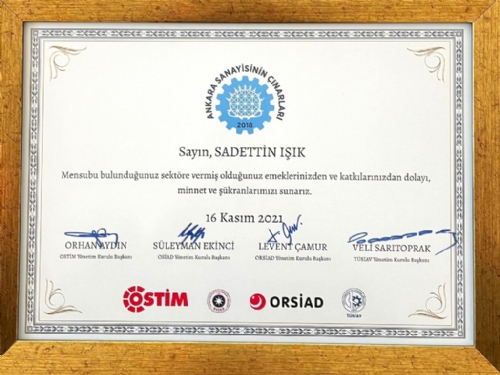 ANKARA SANAYİSİNİN ÇINARLARI
2018
Sayın, SADETTİN IŞIK
Mensubu bulunduğunuz sektöre vermiş olduğunuz emeklerinizden ve katkılarınızdan dolayı,
minnet ve şükranlarımızı sunarız.
16 Kasım 2021
ORHAN AYDIN SÜLEYMAN EKİNCİ LEVENT ÇAMUR VELİ SARITOPRAK
OSTİM Yönetim Kurulu Başkanı OSİAD Yönetim Kurulu Başkanı ORSİAD Yönetim Kurulu Başkanı TÜSİAV Yönetim Kurulu Başkanı
OSTİM ORSİAD
TÜSİAV